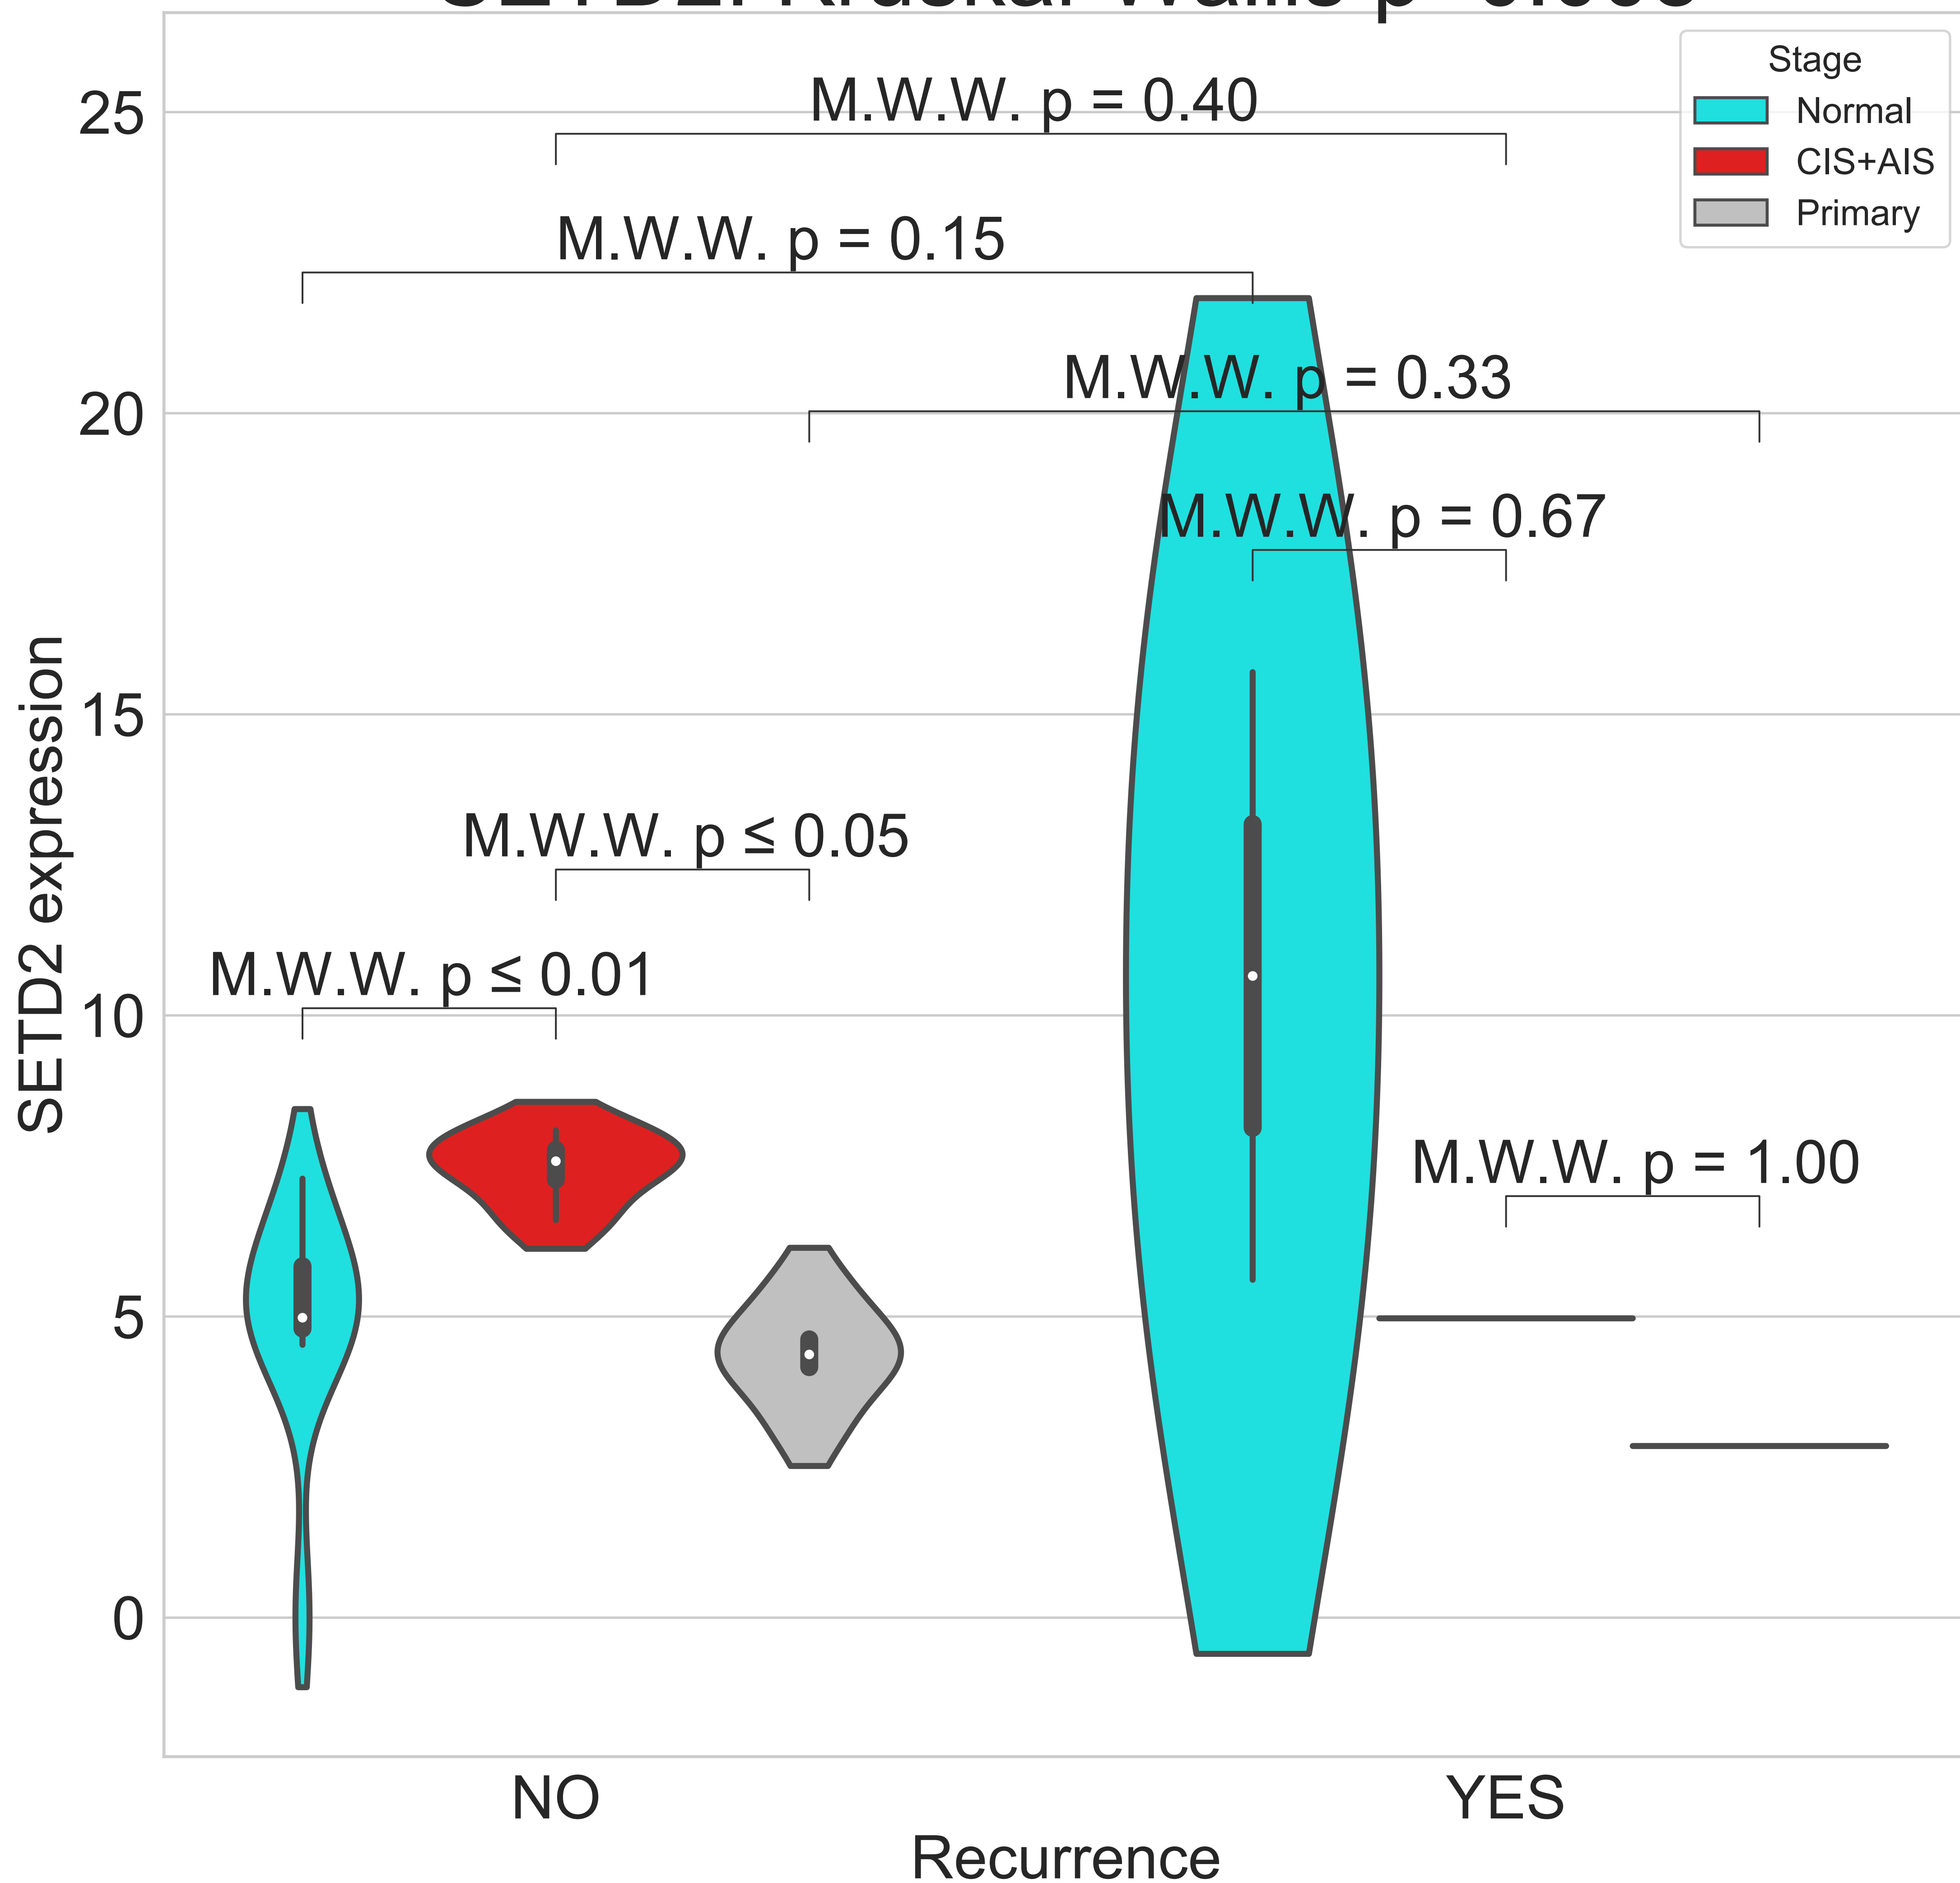 Stage
Normal
CIS+AIS
Primary
25
20
15
10
5
0
SETD2 expression
M.W.W. p = 0.40
M.W.W. p = 0.15
M.W.W. p = 0.33
M.W.W. p = 0.67
M.W.W. p ≤ 0.05
M.W.W. p ≤ 0.01
M.W.W. p = 1.00
NO
YES
Recurrence